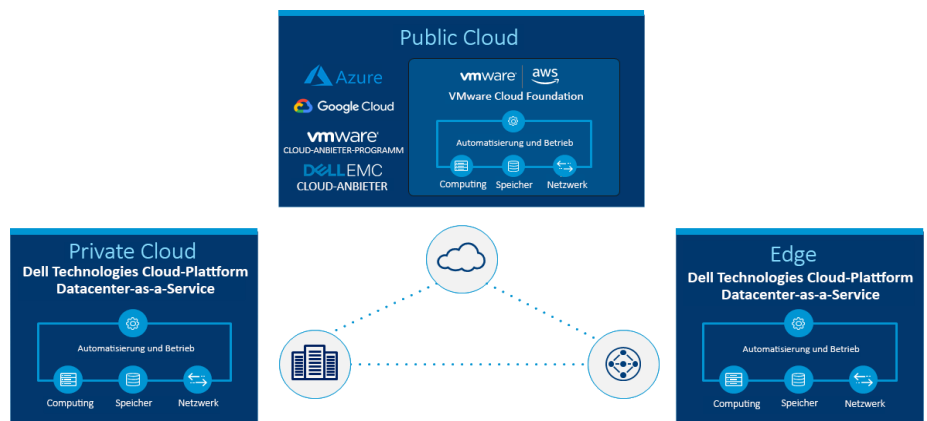 Public Cloud
Azure
Google Cloud
vmware
CLOUD-ANBIETER-PROGRAMM
DELLEMC
CLOUD-ANBIETER
vmware aws
VMware Cloud Foundation
Automatisierung und Betrieb
Computing Speicher Netzwerk
Private Cloud
Dell Technologies Cloud-Plattform
Datacenter-as-a-Service
Automatisierung und Betrieb
Computing Speicher Netzwerk
Edge
Dell Technologies Cloud-Plattform
Datacenter-as-a-Service
Automatisierung und Betrieb
Computing Speicher Netzwerk